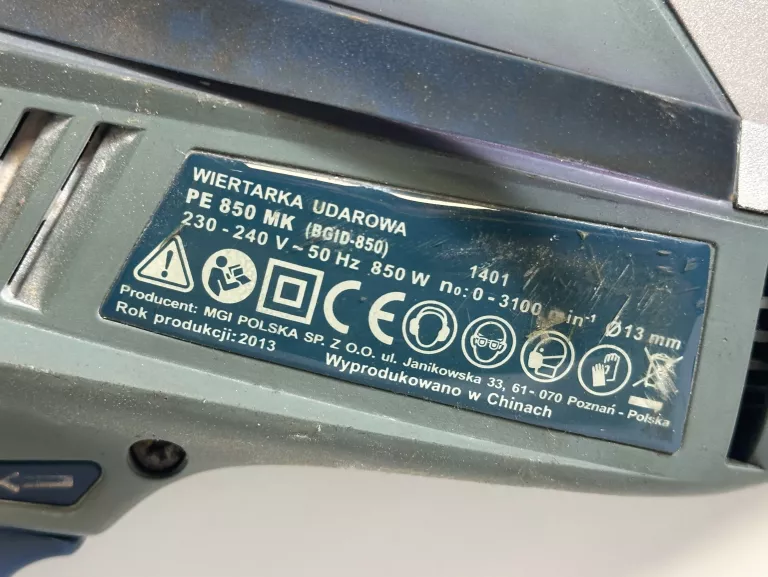 WIERTARKA UDAROWA
PE 850 MK (BGID-850) 1401
230 - 240 V ~ 50 Hz 850 W n₀: 0 - 3100 min⁻¹ Ø13 mm
CE
Producent: MGI POLSKA SP. Z O.O. ul. Janikowska 33, 61-070 Poznań - Polska
Rok produkcji: 2013 Wyprodukowano w Chinach